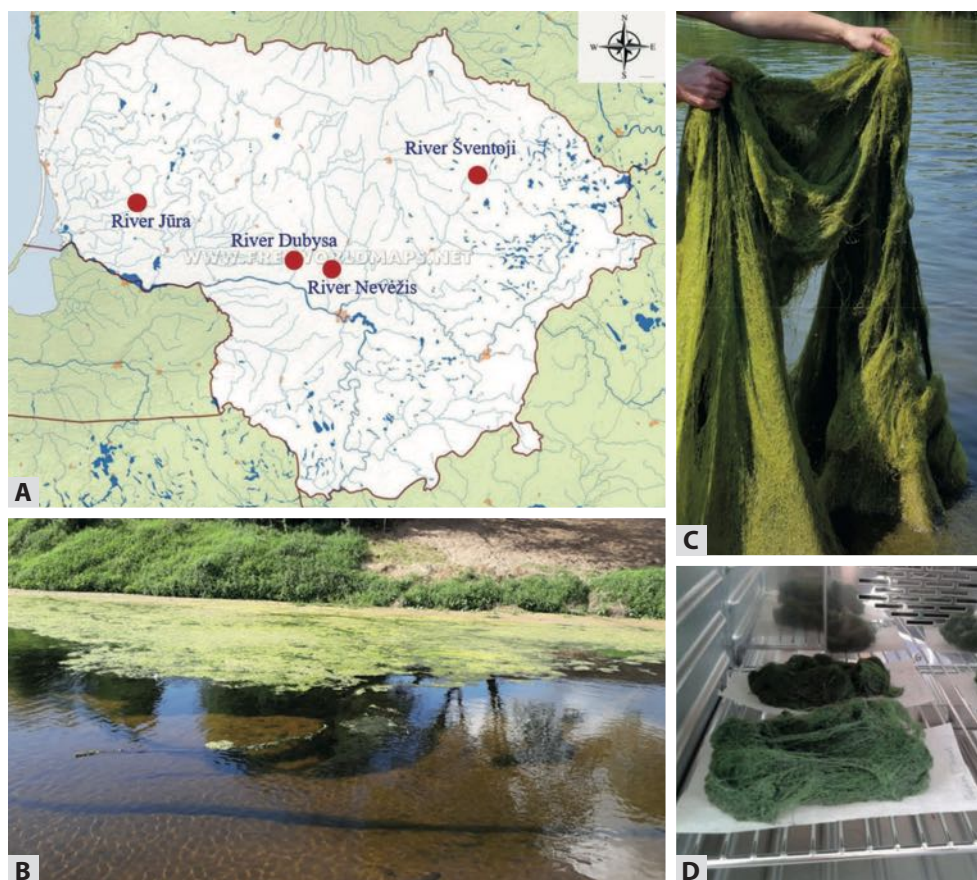 N
W E
S
River Šventoji
River Jūra
River Dubysa
WWW.FREEWORLDMAPS.NET
River Nevėžis
A
C
B
D